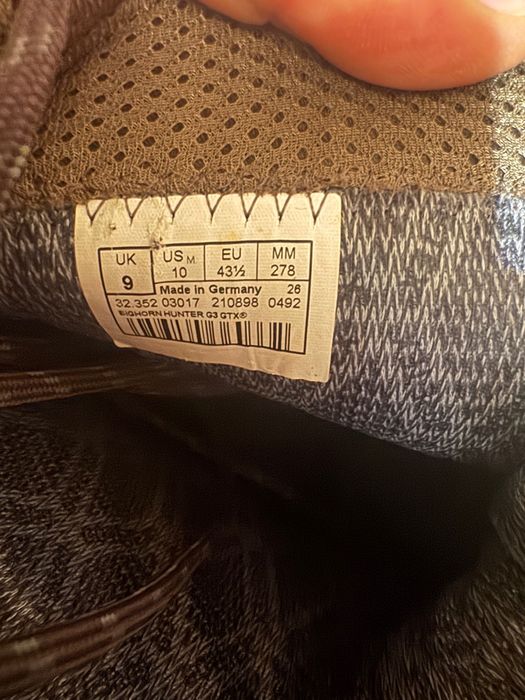 UK US M EU MM
9 10 43½ 278
Made in Germany 26
32.352 03017 210898 0492
BIGHORN HUNTER G3 GTX®